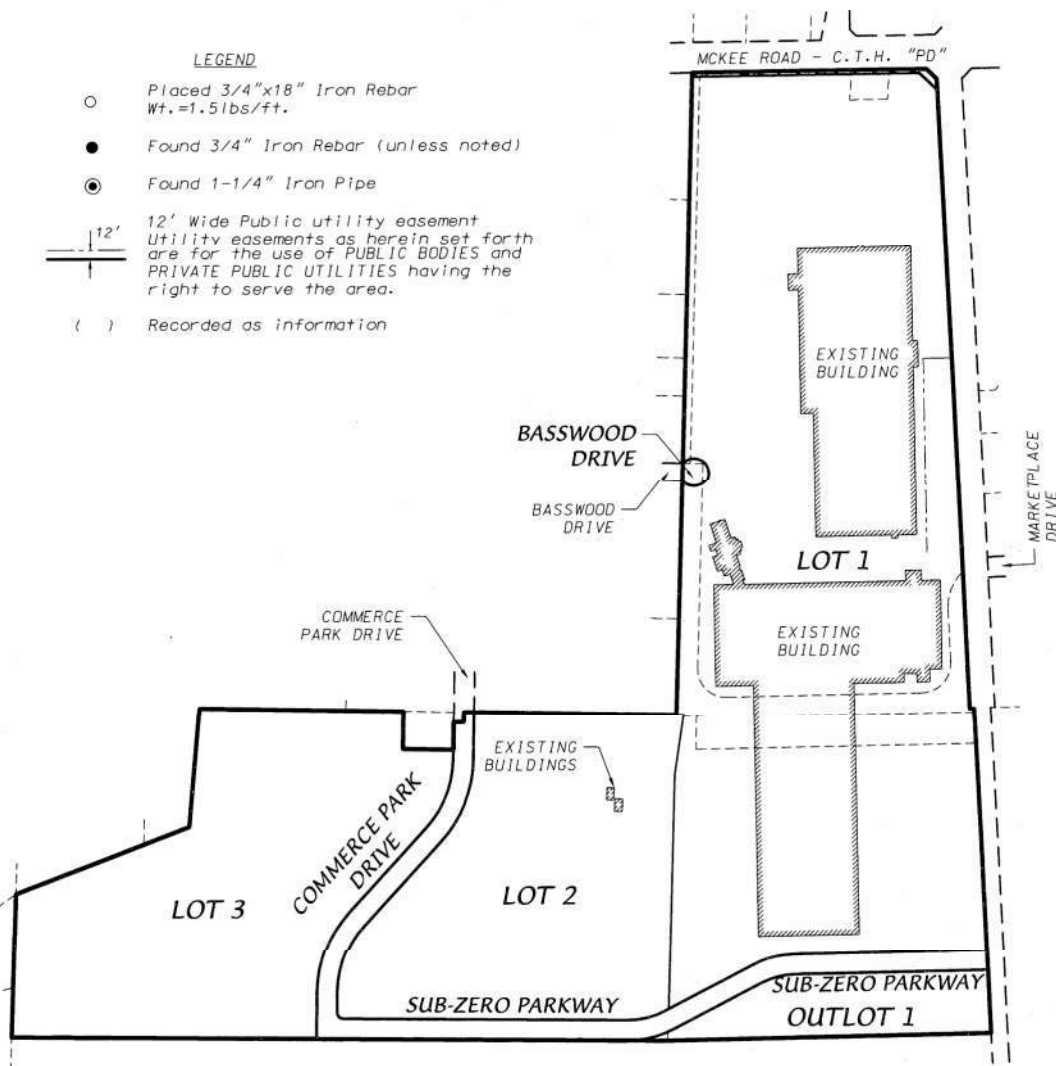 LEGEND
Placed 3/4"x18" Iron Rebar
Wt.=1.5lbs/ft.
Found 3/4" Iron Rebar (unless noted)
Found 1-1/4" Iron Pipe
12'
12' Wide Public utility easement
Utility easements as herein set forth
are for the use of PUBLIC BODIES and
PRIVATE PUBLIC UTILITIES having the
right to serve the area.
( ) Recorded as information
MCKEE ROAD - C.T.H. "PD"
EXISTING
BUILDING
BASSWOOD
DRIVE
BASSWOOD
DRIVE
MARKETPLACE
DRIVE
LOT 1
COMMERCE
PARK DRIVE
EXISTING
BUILDING
EXISTING
BUILDINGS
COMMERCE PARK
DRIVE
LOT 2
LOT 3
SUB-ZERO PARKWAY
SUB-ZERO PARKWAY
OUTLOT 1